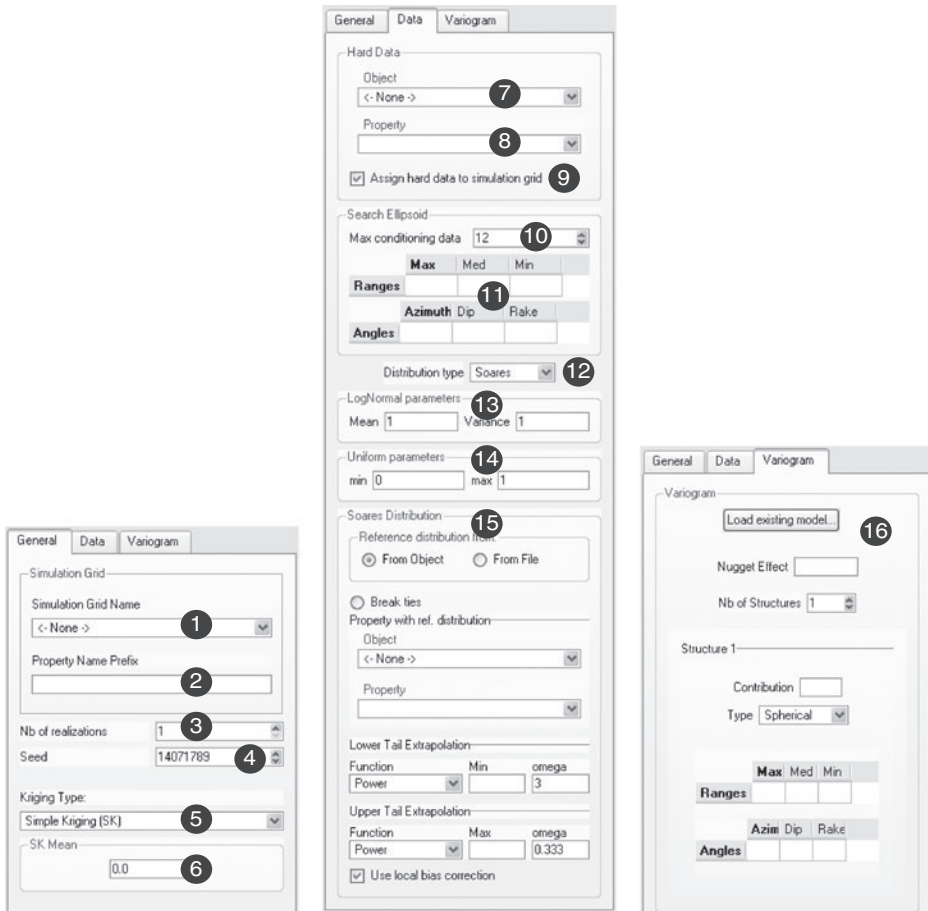 General Data Variogram
Simulation Grid
Simulation Grid Name
<- None -> 1
Property Name Prefix
2
Nb of realizations 1 3
Seed 14071789 4
Kriging Type:
Simple Kriging (SK) 5
SK Mean
0.0 6
General Data Variogram
Hard Data
Object
<- None -> 7
Property
8
Assign hard data to simulation grid 9
Search Ellipsoid
Max conditioning data 12 10
Max Med Min
Ranges
11
Azimuth Dip Rake
Angles
Distribution type Soares 12
LogNormal parameters 13
Mean 1 Variance 1
Uniform parameters 14
min 0 max 1
Soares Distribution 15
Reference distribution from
From Object From File
Break ties
Property with ref. distribution
Object
<- None ->
Property
Lower Tail Extrapolation
Function Min omega
Power 3
Upper Tail Extrapolation
Function Max omega
Power 0.333
Use local bias correction
General Data Variogram
Variogram
Load existing model... 16
Nugget Effect
Nb of Structures 1
Structure 1
Contribution
Type Spherical
Max Med Min
Ranges
Azim Dip Rake
Angles